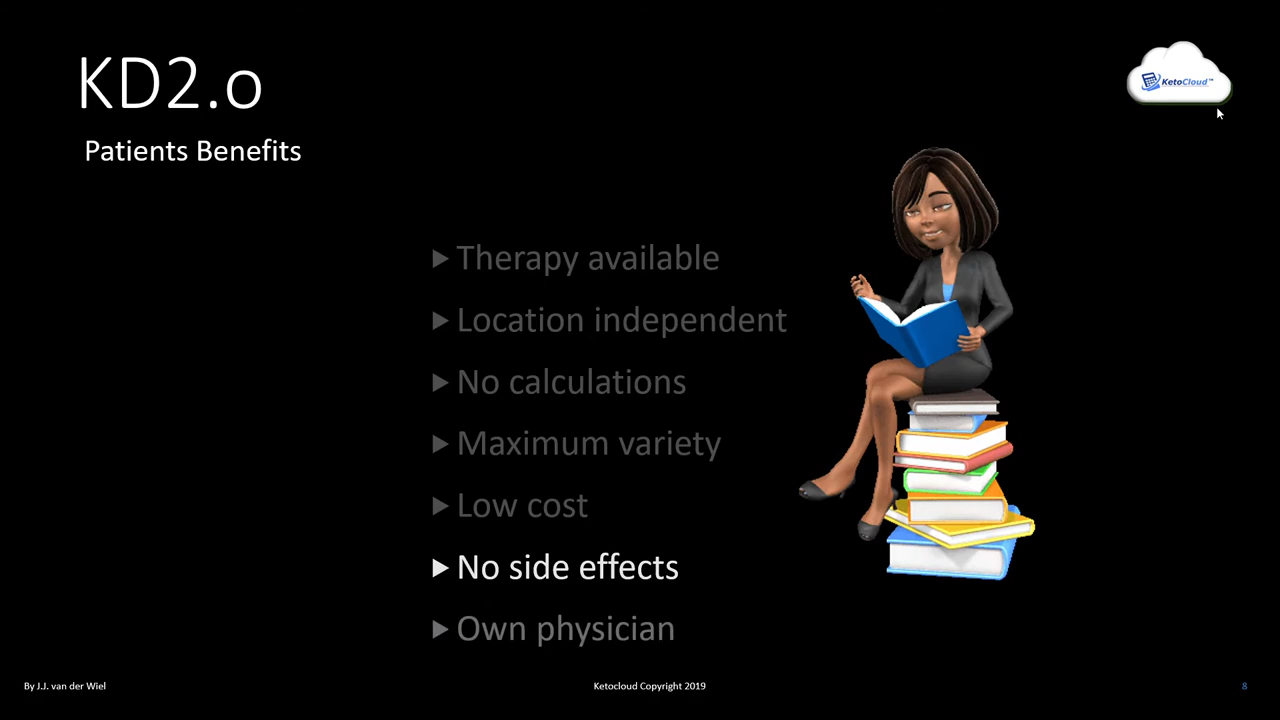 KD2.o
KetoCloud™
Patients Benefits
Therapy available
Location independent
No calculations
Maximum variety
Low cost
No side effects
Own physician
By J.J. van der Wiel
Ketocloud Copyright 2019
8